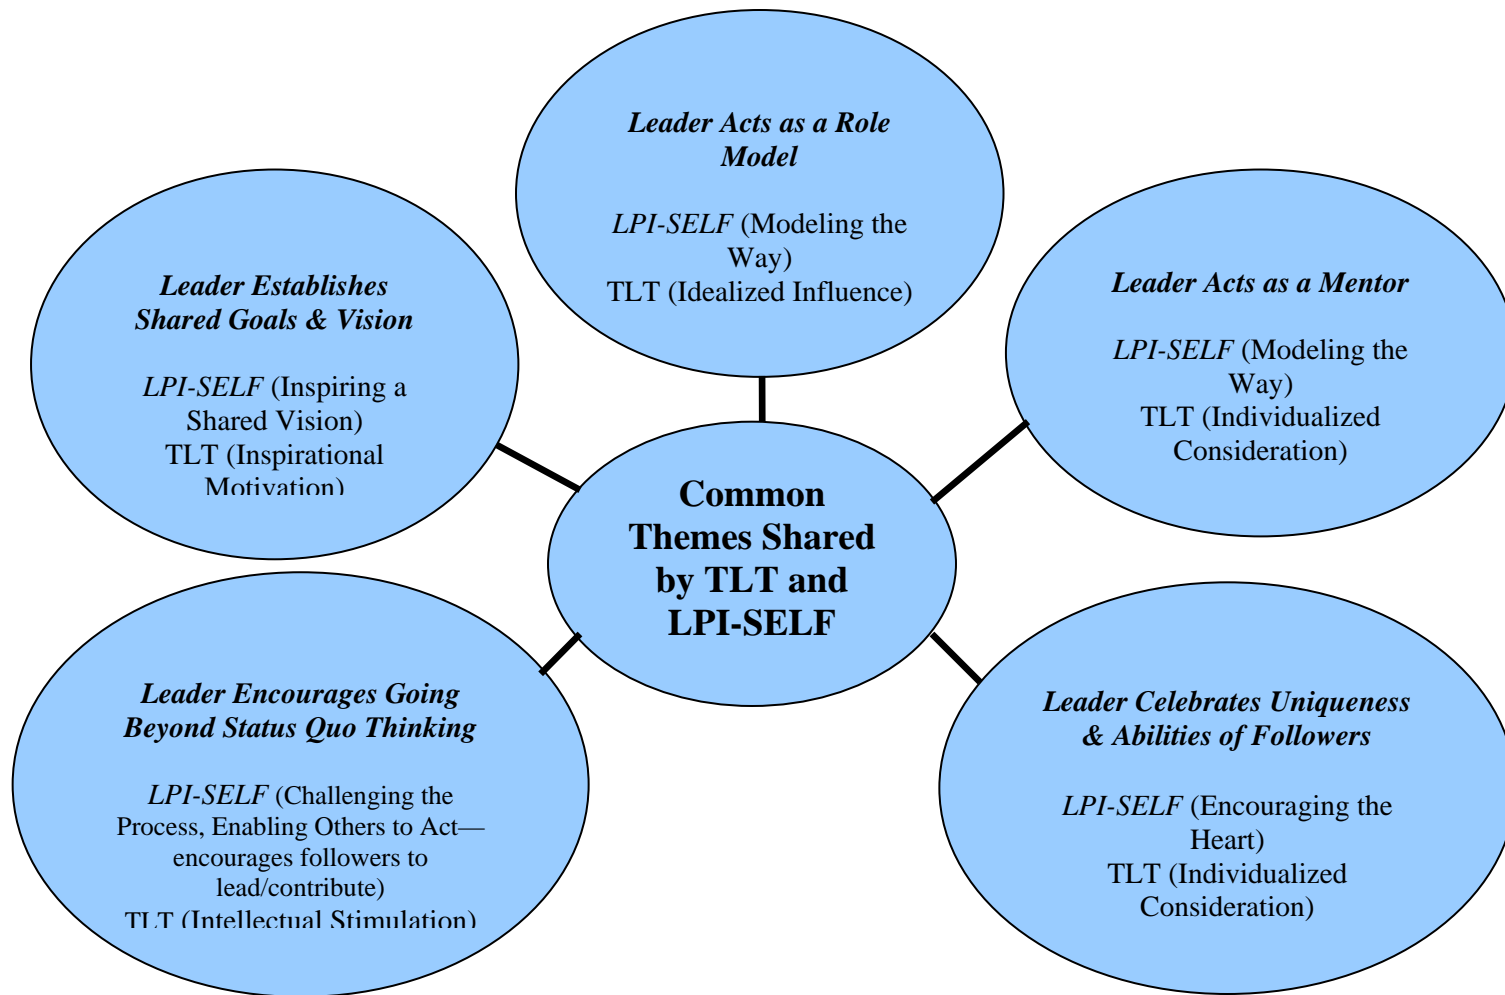 Leader Acts as a Role
Model
LPI-SELF (Modeling the
Way)
TLT (Idealized Influence)
Leader Establishes
Shared Goals & Vision
LPI-SELF (Inspiring a
Shared Vision)
TLT (Inspirational
Motivation)
Leader Acts as a Mentor
LPI-SELF (Modeling the
Way)
TLT (Individualized
Consideration)
Common
Themes Shared
by TLT and
LPI-SELF
Leader Encourages Going
Beyond Status Quo Thinking
LPI-SELF (Challenging the
Process, Enabling Others to Act—
encourages followers to
lead/contribute)
TLT (Intellectual Stimulation)
Leader Celebrates Uniqueness
& Abilities of Followers
LPI-SELF (Encouraging the
Heart)
TLT (Individualized
Consideration)